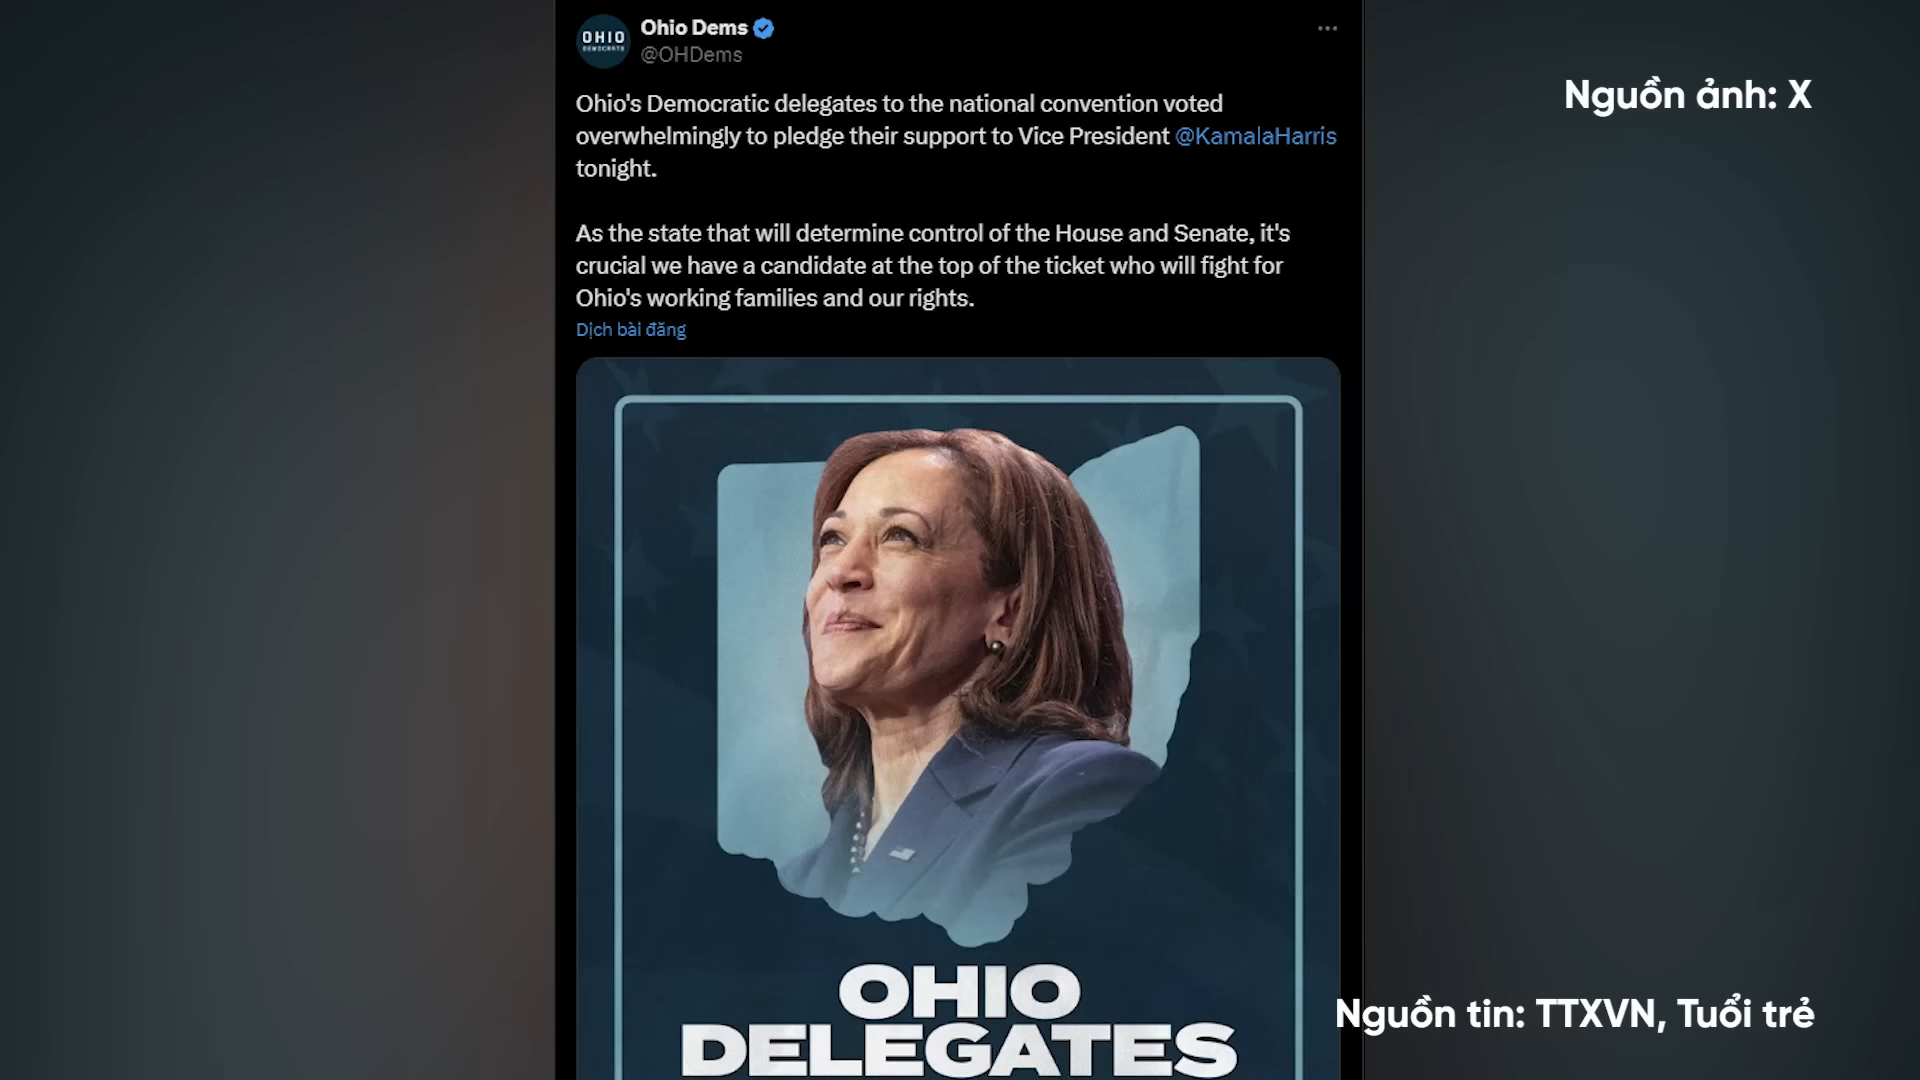 OHIO
DEMOCRATS
Ohio Dems
@OHDems
Nguồn ảnh: X
Ohio's Democratic delegates to the national convention voted
overwhelmingly to pledge their support to Vice President @KamalaHarris
tonight.
As the state that will determine control of the House and Senate, it's
crucial we have a candidate at the top of the ticket who will fight for
Ohio's working families and our rights.
Dịch bài đăng
OHIO
DELEGATES
Nguồn tin: TTXVN, Tuổi trẻ